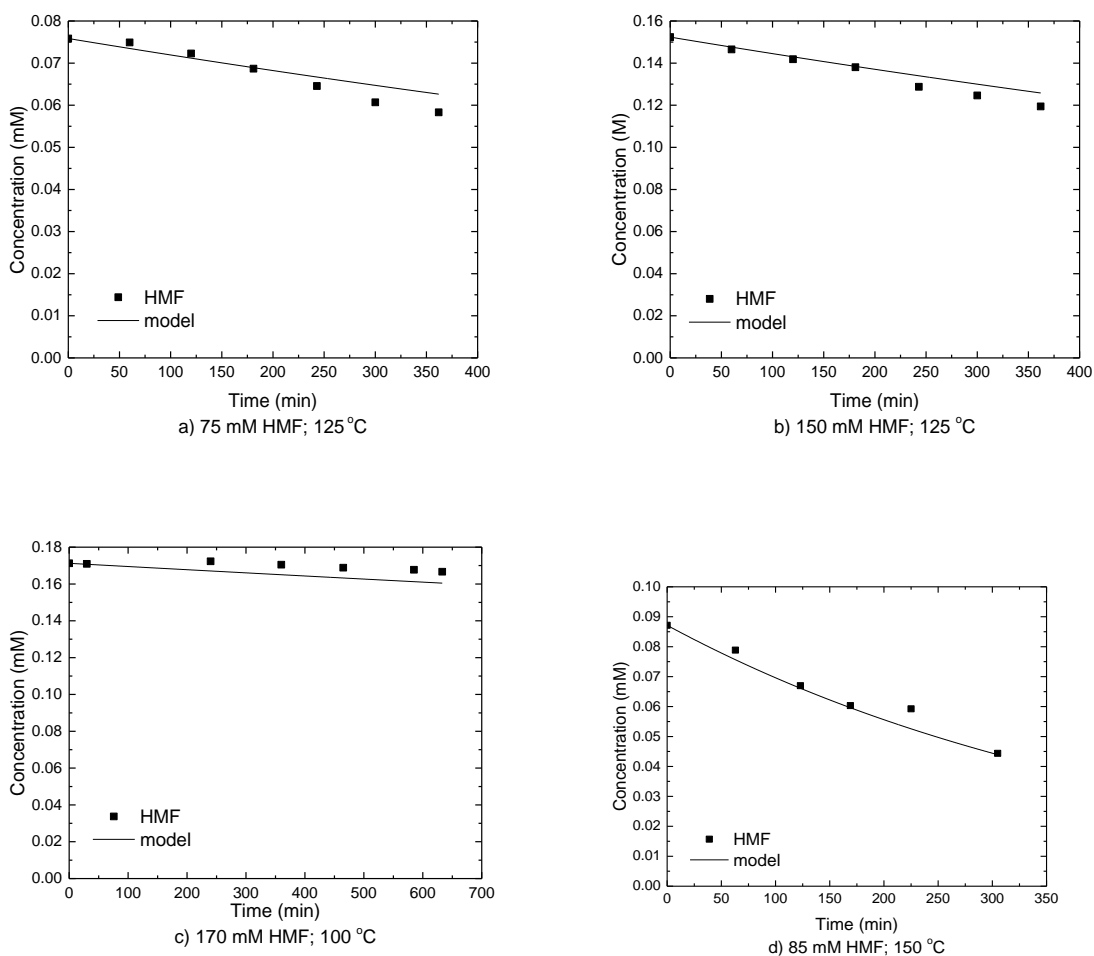 0.08
0.07
0.06
0.05
0.04
0.03
0.02
0.01
0.00
Concentration (mM)
HMF
model
0 50 100 150 200 250 300 350 400
Time (min)
a) 75 mM HMF; 125 °C
0.16
0.14
0.12
0.10
0.08
0.06
0.04
0.02
0.00
Concentration (M)
HMF
model
0 50 100 150 200 250 300 350 400
Time (min)
b) 150 mM HMF; 125 °C
0.18
0.16
0.14
0.12
0.10
0.08
0.06
0.04
0.02
0.00
Concentration (mM)
HMF
model
0 100 200 300 400 500 600 700
Time (min)
c) 170 mM HMF; 100 °C
0.10
0.09
0.08
0.07
0.06
0.05
0.04
0.03
0.02
0.01
0.00
Concentration (mM)
HMF
model
0 50 100 150 200 250 300 350
Time (min)
d) 85 mM HMF; 150 °C